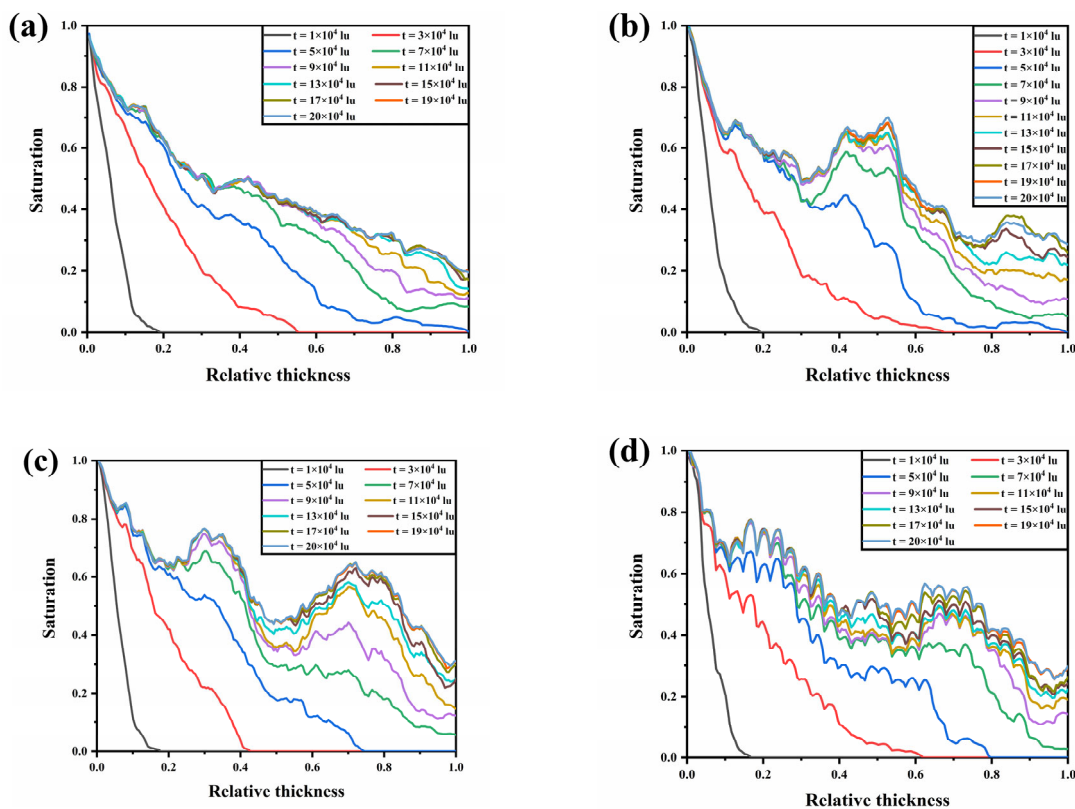 (a)
1.0
0.8
0.6
0.4
0.2
0.0
Saturation
t = 1×10⁴ lu t = 3×10⁴ lu
t = 5×10⁴ lu t = 7×10⁴ lu
t = 9×10⁴ lu t = 11×10⁴ lu
t = 13×10⁴ lu t = 15×10⁴ lu
t = 17×10⁴ lu t = 19×10⁴ lu
t = 20×10⁴ lu
0.0 0.2 0.4 0.6 0.8 1.0
Relative thickness
(b)
1.0
0.8
0.6
0.4
0.2
0.0
Saturation
t = 1×10⁴ lu
t = 3×10⁴ lu
t = 5×10⁴ lu
t = 7×10⁴ lu
t = 9×10⁴ lu
t = 11×10⁴ lu
t = 13×10⁴ lu
t = 15×10⁴ lu
t = 17×10⁴ lu
t = 19×10⁴ lu
t = 20×10⁴ lu
0.0 0.2 0.4 0.6 0.8 1.0
Relative thickness
(c)
1.0
0.8
0.6
0.4
0.2
0.0
Saturation
t = 1×10⁴ lu t = 3×10⁴ lu
t = 5×10⁴ lu t = 7×10⁴ lu
t = 9×10⁴ lu t = 11×10⁴ lu
t = 13×10⁴ lu t = 15×10⁴ lu
t = 17×10⁴ lu t = 19×10⁴ lu
t = 20×10⁴ lu
0.0 0.2 0.4 0.6 0.8 1.0
Relative thickness
(d)
1.0
0.8
0.6
0.4
0.2
0.0
Saturation
t = 1×10⁴ lu t = 3×10⁴ lu
t = 5×10⁴ lu t = 7×10⁴ lu
t = 9×10⁴ lu t = 11×10⁴ lu
t = 13×10⁴ lu t = 15×10⁴ lu
t = 17×10⁴ lu t = 19×10⁴ lu
t = 20×10⁴ lu
0.0 0.2 0.4 0.6 0.8 1.0
Relative thickness